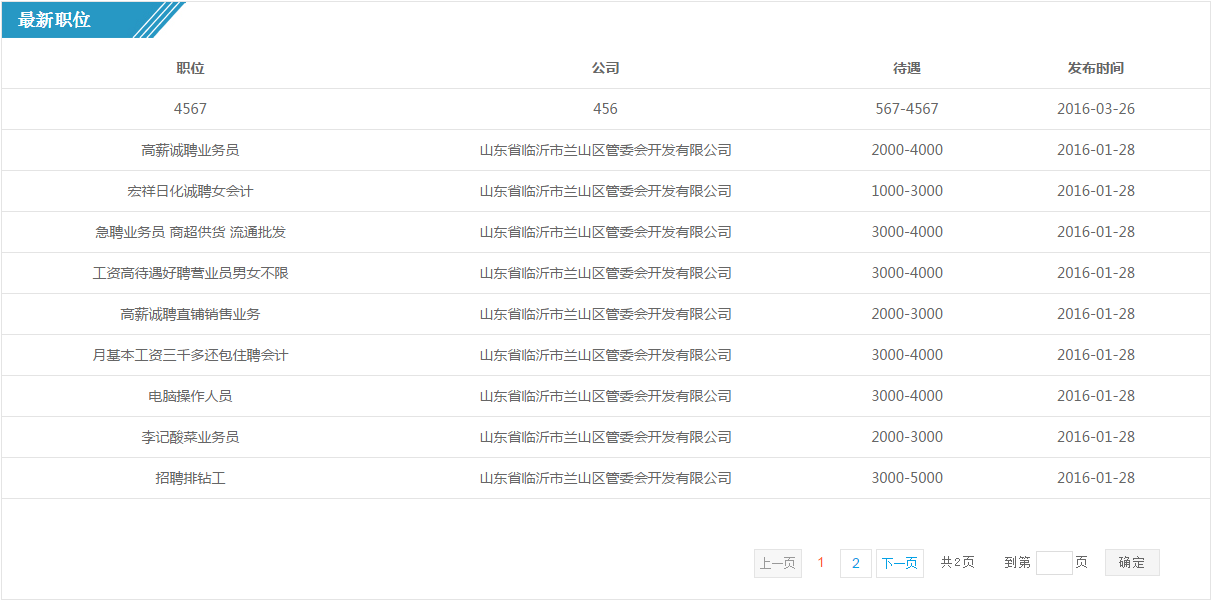 最新职位
职位 公司 待遇 发布时间
4567 456 567-4567 2016-03-26
高薪诚聘业务员 山东省临沂市兰山区管委会开发有限公司 2000-4000 2016-01-28
宏祥日化诚聘女会计 山东省临沂市兰山区管委会开发有限公司 1000-3000 2016-01-28
急聘业务员 商超供货 流通批发 山东省临沂市兰山区管委会开发有限公司 3000-4000 2016-01-28
工资高待遇好聘营业员男女不限 山东省临沂市兰山区管委会开发有限公司 3000-4000 2016-01-28
高薪诚聘直铺销售业务 山东省临沂市兰山区管委会开发有限公司 2000-3000 2016-01-28
月基本工资三千多还包住聘会计 山东省临沂市兰山区管委会开发有限公司 3000-4000 2016-01-28
电脑操作人员 山东省临沂市兰山区管委会开发有限公司 3000-4000 2016-01-28
李记酸菜业务员 山东省临沂市兰山区管委会开发有限公司 2000-3000 2016-01-28
招聘排钻工 山东省临沂市兰山区管委会开发有限公司 3000-5000 2016-01-28
上一页 1 2 下一页 共2页 到第 页 确定